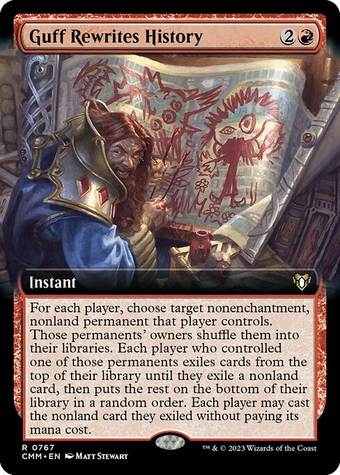 Guff Rewrites History 2
Instant
For each player, choose target nonenchantment,
nonland permanent that player controls.
Those permanents' owners shuffle them into
their libraries. Each player who controlled
one of those permanents exiles cards from the
top of their library until they exile a nonland
card, then puts the rest on the bottom of their
library in a random order. Each player may cast
the nonland card they exiled without paying its
mana cost.
R 0767
CMM • EN Matt Stewart
™ & © 2023 Wizards of the Coast